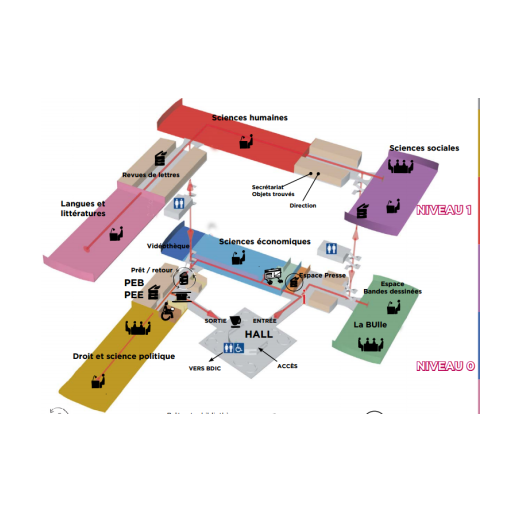 Sciences humaines
Sciences sociales
Revues de lettres
Secrétariat
Objets trouvés
Direction
Langues et
littératures
NIVEAU 1
Vidéothèque
Sciences économiques
Prêt / retour
Espace Presse
PEB
PEE
Espace
Bandes dessinées
SORTIE
ENTRÉE
HALL
La BUlle
Droit et science politique
VERS BDIC
ACCÈS
NIVEAU 0